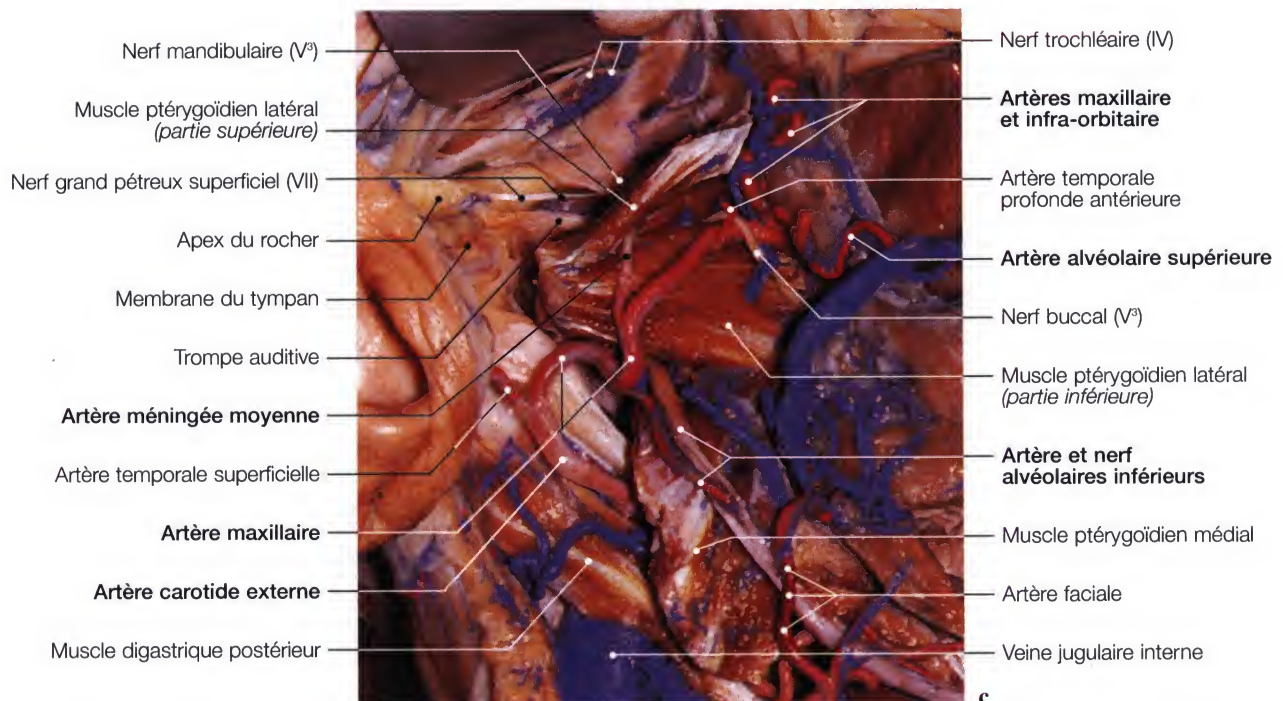 Nerf mandibulaire (V³)
Muscle ptérygoïdien latéral
(partie supérieure)
Nerf grand pétreux superficiel (VII)
Apex du rocher
Membrane du tympan
Trompe auditive
Artère méningée moyenne
Artère temporale superficielle
Artère maxillaire
Artère carotide externe
Muscle digastrique postérieur
Nerf trochléaire (IV)
Artères maxillaire
et infra-orbitaire
Artère temporale
profonde antérieure
Artère alvéolaire supérieure
Nerf buccal (V³)
Muscle ptérygoïdien latéral
(partie inférieure)
Artère et nerf
alvéolaires inférieurs
Muscle ptérygoïdien médial
Artère faciale
Veine jugulaire interne